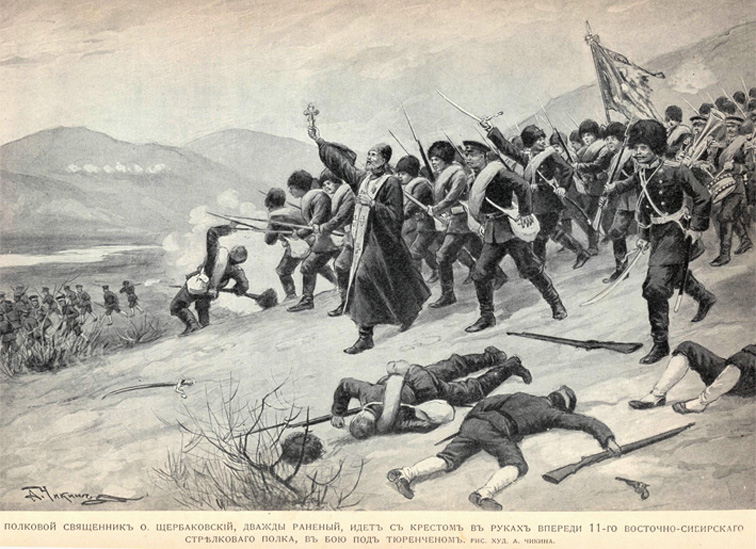 А. Чикинъ
ПОЛКОВОЙ СВЯЩЕННИКЪ О. ЩЕРБАКОВСКІЙ, ДВАЖДЫ РАНЕНЫЙ, ИДЕТЪ СЪ КРЕСТОМЪ ВЪ РУКАХЪ ВПЕРЕДИ 11-ГО ВОСТОЧНО-СИБИРСКАГО
СТРѢЛКОВАГО ПОЛКА, ВЪ БОЮ ПОДЪ ТЮРЕНЧЕНОМЪ. РИС. ХУД. А. ЧИКИНА.